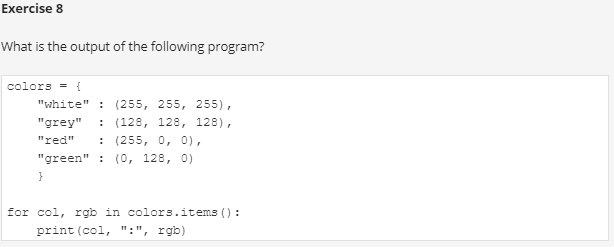 Exercise 8
What is the output of the following program?
colors = {
    "white" : (255, 255, 255),
    "grey"  : (128, 128, 128),
    "red"   : (255, 0, 0),
    "green" : (0, 128, 0)
    }
for col, rgb in colors.items():
    print(col, ":", rgb)